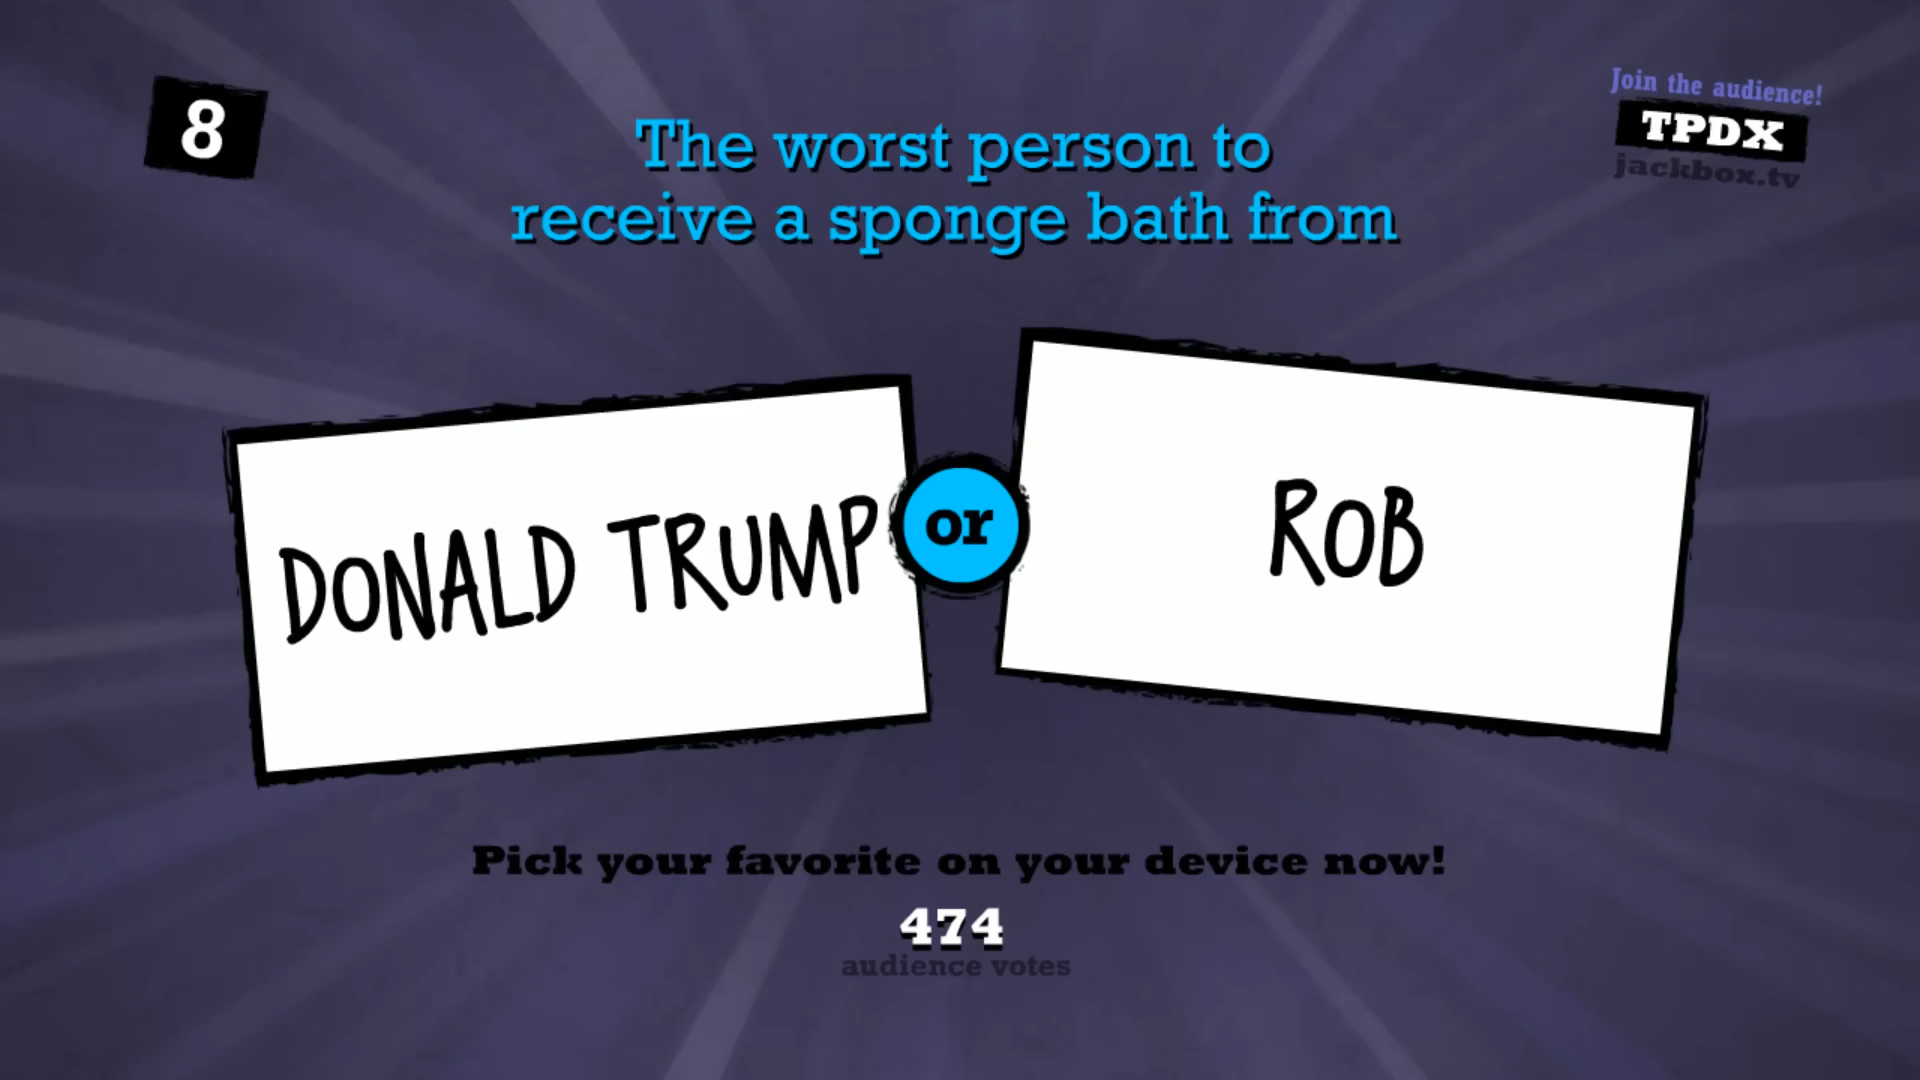 8
Join the audience!
TPDX
jackbox.tv
The worst person to
receive a sponge bath from
DONALD TRUMP
or
ROB
Pick your favorite on your device now!
474
audience votes